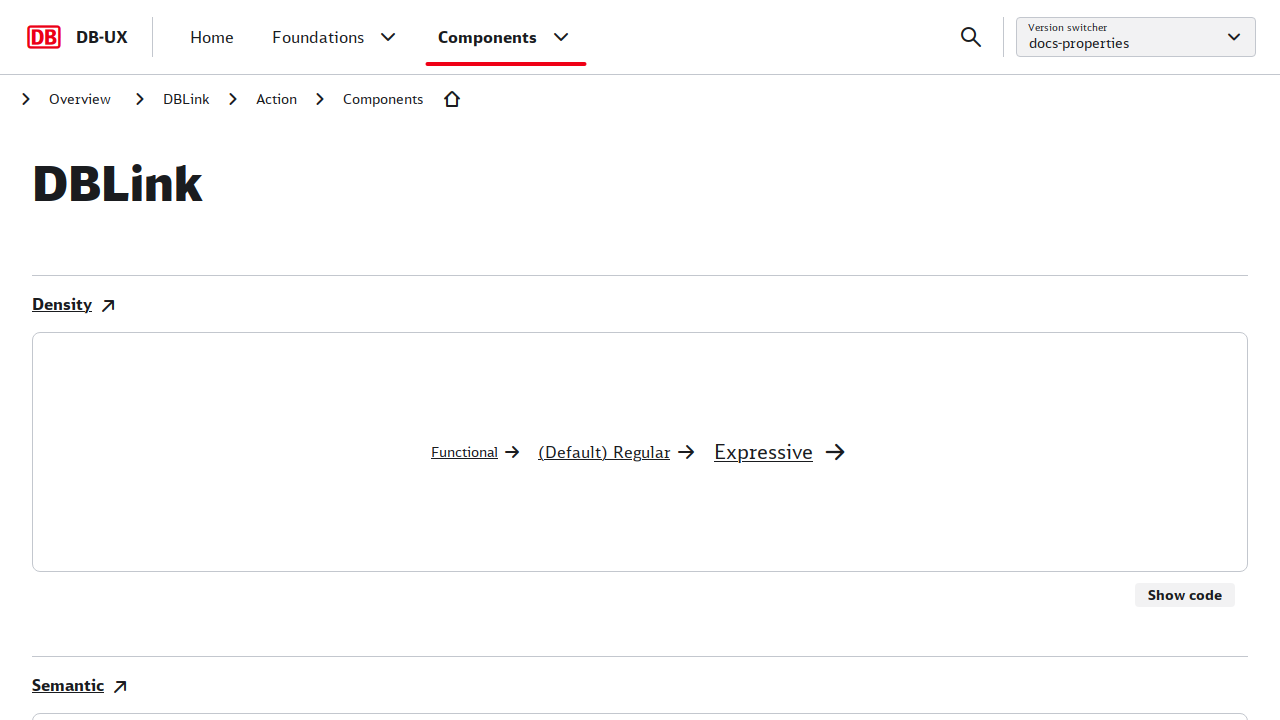 DB DB-UX Home Foundations Components Version switcher
docs-properties
Overview DBLink Action Components
DBLink
Density
Functional (Default) Regular Expressive
Show code
Semantic